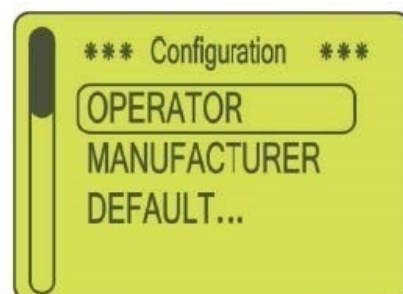 *** Configuration ***
OPERATOR
MANUFACTURER
DEFAULT...